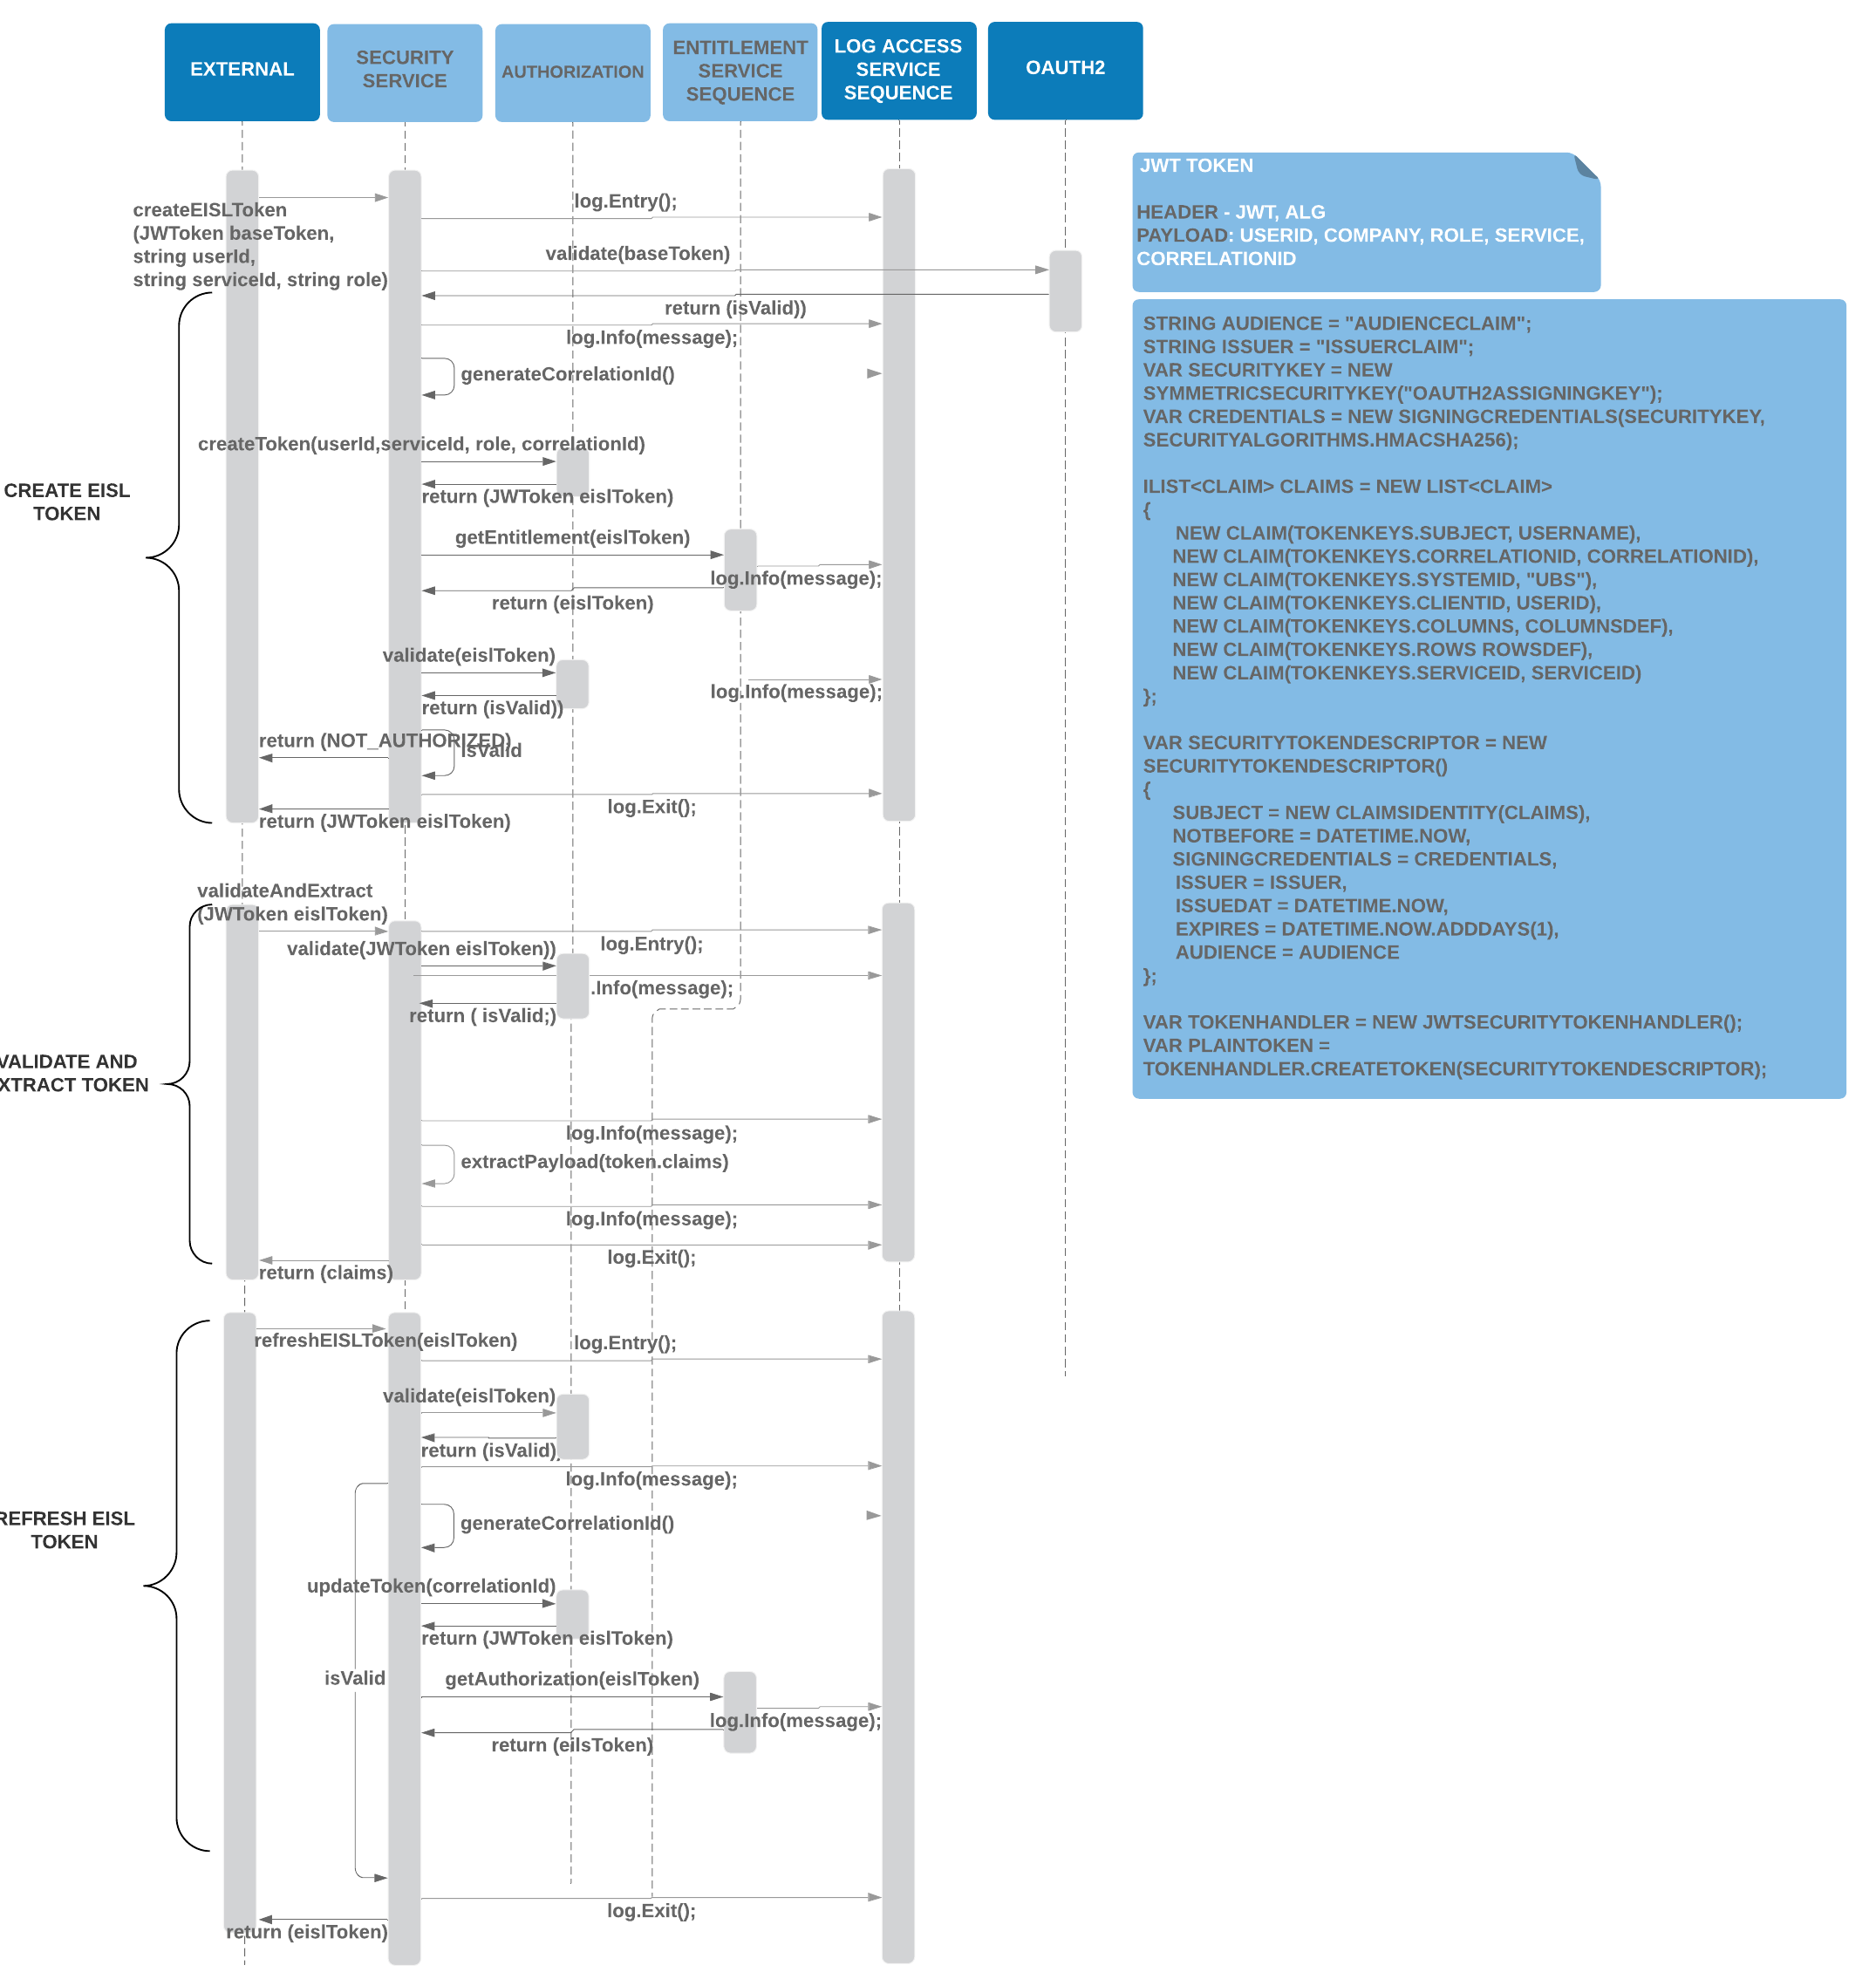 EXTERNAL
SECURITY
SERVICE
AUTHORIZATION
ENTITLEMENT
SERVICE
SEQUENCE
LOG ACCESS
SERVICE
SEQUENCE
OAUTH2
JWT TOKEN
HEADER - JWT, ALG
PAYLOAD: USERID, COMPANY, ROLE, SERVICE,
CORRELATIONID
STRING AUDIENCE = "AUDIENCECLAIM";
STRING ISSUER = "ISSUERCLAIM";
VAR SECURITYKEY = NEW
SYMMETRICSECURITYKEY("OAUTH2ASSIGNINGKEY");
VAR CREDENTIALS = NEW SIGNINGCREDENTIALS(SECURITYKEY,
SECURITYALGORITHMS.HMACSHA256);
ILIST<CLAIM> CLAIMS = NEW LIST<CLAIM>
{
NEW CLAIM(TOKENKEYS.SUBJECT, USERNAME),
NEW CLAIM(TOKENKEYS.CORRELATIONID, CORRELATIONID),
NEW CLAIM(TOKENKEYS.SYSTEMID, "UBS"),
NEW CLAIM(TOKENKEYS.CLIENTID, USERID),
NEW CLAIM(TOKENKEYS.COLUMNS, COLUMNSDEF),
NEW CLAIM(TOKENKEYS.ROWS ROWSDEF),
NEW CLAIM(TOKENKEYS.SERVICEID, SERVICEID)
};
VAR SECURITYTOKENDESCRIPTOR = NEW
SECURITYTOKENDESCRIPTOR()
{
SUBJECT = NEW CLAIMSIDENTITY(CLAIMS),
NOTBEFORE = DATETIME.NOW,
SIGNINGCREDENTIALS = CREDENTIALS,
ISSUER = ISSUER,
ISSUEDAT = DATETIME.NOW,
EXPIRES = DATETIME.NOW.ADDDAYS(1),
AUDIENCE = AUDIENCE
};
VAR TOKENHANDLER = NEW JWTSECURITYTOKENHANDLER();
VAR PLAINTOKEN =
TOKENHANDLER.CREATETOKEN(SECURITYTOKENDESCRIPTOR);
CREATE EISL
TOKEN
createEISLToken
(JWToken baseToken,
string userId,
string serviceId, string role)
log.Entry();
validate(baseToken)
return (isValid))
log.Info(message);
generateCorrelationId()
createToken(userId,serviceId, role, correlationId)
return (JWToken eislToken)
getEntitlement(eislToken)
log.Info(message);
return (eislToken)
validate(eislToken)
log.Info(message);
return (isValid))
return (NOT_AUTHORIZED)
isValid
log.Exit();
return (JWToken eislToken)
VALIDATE AND
XTRACT TOKEN
validateAndExtract
(JWToken eislToken)
log.Entry();
validate(JWToken eislToken))
.Info(message);
return ( isValid;)
log.Info(message);
extractPayload(token.claims)
log.Info(message);
log.Exit();
return (claims)
REFRESH EISL
TOKEN
refreshEISLToken(eislToken)
log.Entry();
validate(eislToken)
return (isValid)
log.Info(message);
generateCorrelationId()
updateToken(correlationId)
return (JWToken eislToken)
isValid
getAuthorization(eislToken)
log.Info(message);
return (eilsToken)
log.Exit();
return (eislToken)